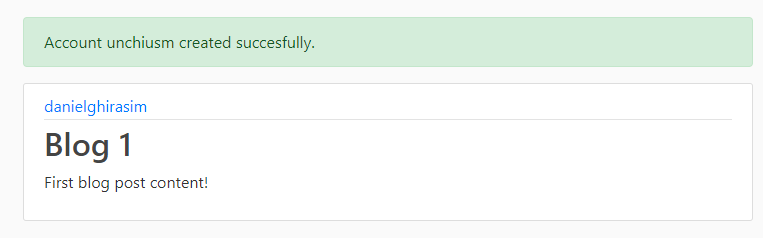 Account unchiusm created succesfully.
danielghirasim
Blog 1
First blog post content!